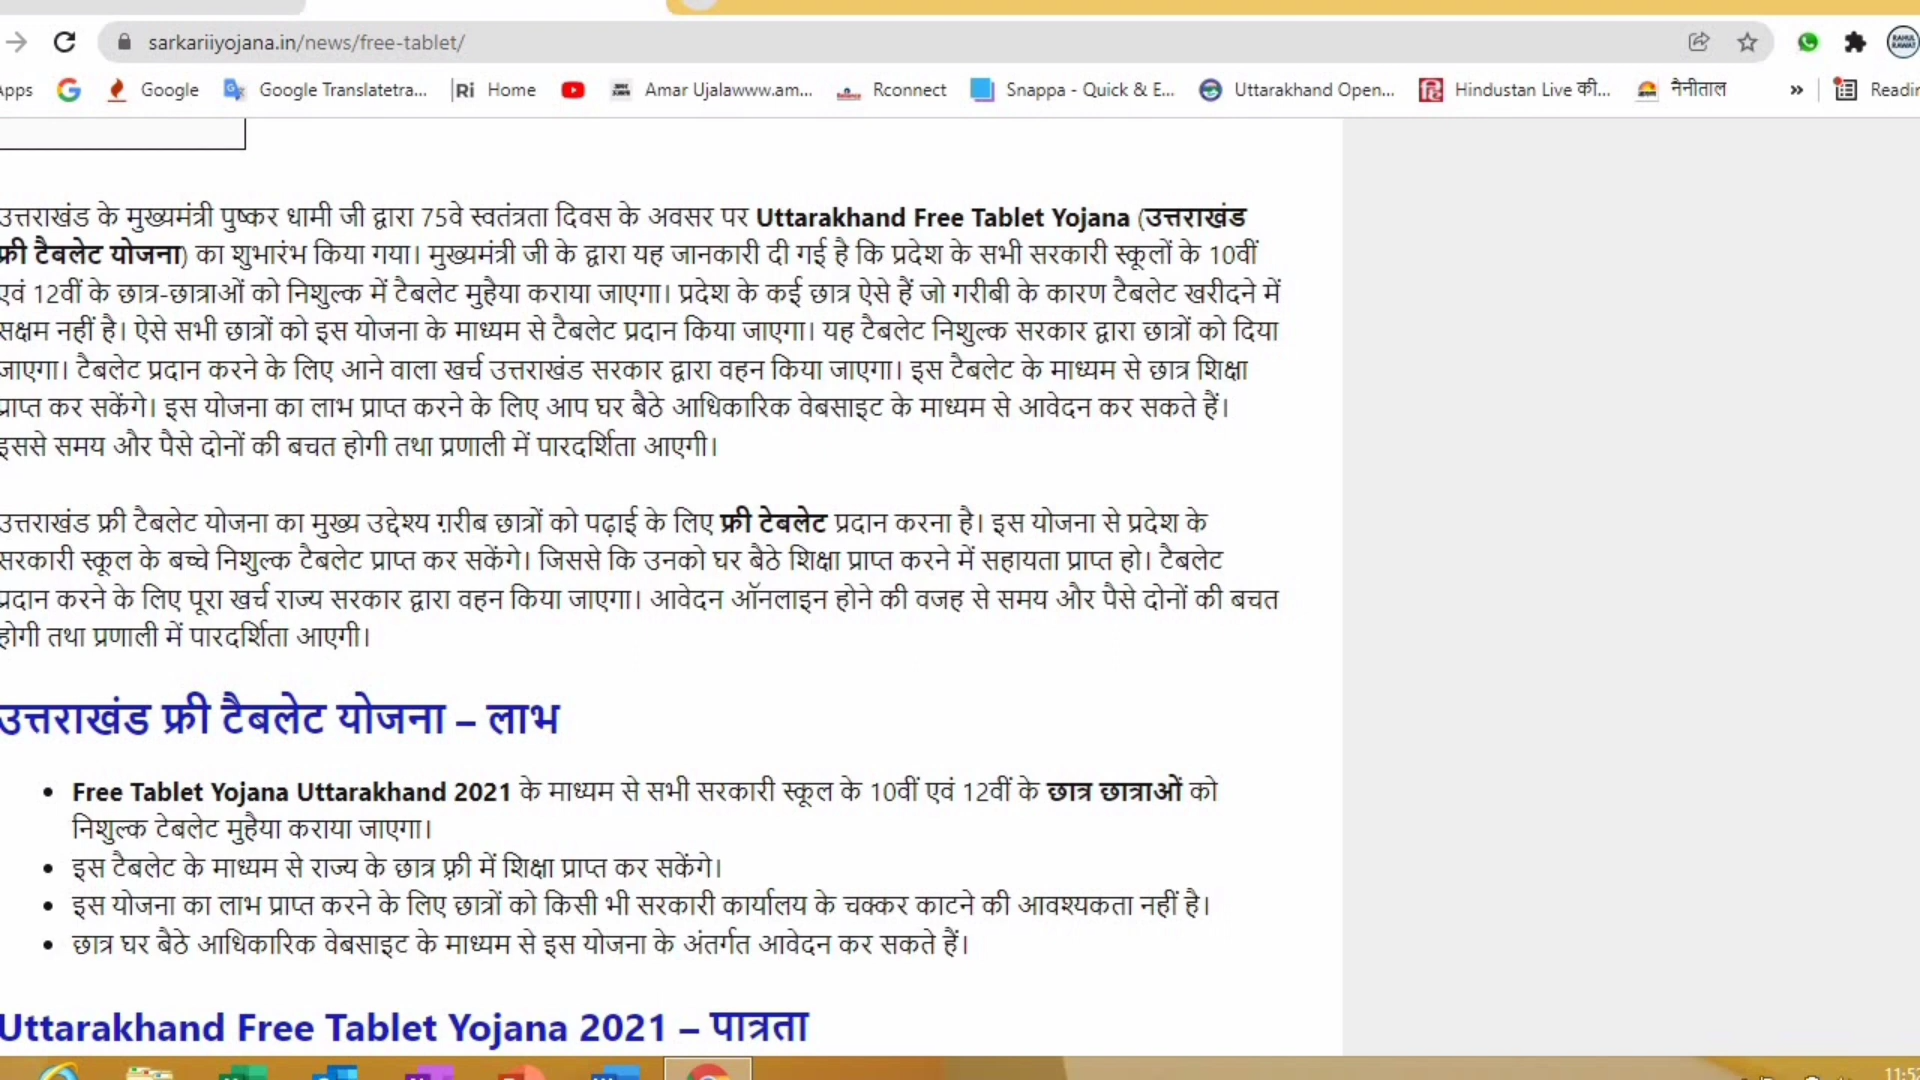 sarkariiyojana.in/news/free-tablet/
Google Google Translatetra... Ri Home Amar Ujalawww.am... Rconnect Snappa - Quick & E... Uttarakhand Open... Hindustan Live की... नैनीताल »
उत्तराखंड के मुख्यमंत्री पुष्कर धामी जी द्वारा 75वे स्वतंत्रता दिवस के अवसर पर Uttarakhand Free Tablet Yojana (उत्तराखंड
फ्री टैबलेट योजना) का शुभारंभ किया गया। मुख्यमंत्री जी के द्वारा यह जानकारी दी गई है कि प्रदेश के सभी सरकारी स्कूलों के 10वीं
एवं 12वीं के छात्र-छात्राओं को निशुल्क में टैबलेट मुहैया कराया जाएगा। प्रदेश के कई छात्र ऐसे हैं जो गरीबी के कारण टैबलेट खरीदने में
सक्षम नहीं है। ऐसे सभी छात्रों को इस योजना के माध्यम से टैबलेट प्रदान किया जाएगा। यह टैबलेट निशुल्क सरकार द्वारा छात्रों को दिया
जाएगा। टैबलेट प्रदान करने के लिए आने वाला खर्च उत्तराखंड सरकार द्वारा वहन किया जाएगा। इस टैबलेट के माध्यम से छात्र शिक्षा
प्राप्त कर सकेंगे। इस योजना का लाभ प्राप्त करने के लिए आप घर बैठे आधिकारिक वेबसाइट के माध्यम से आवेदन कर सकते हैं।
इससे समय और पैसे दोनों की बचत होगी तथा प्रणाली में पारदर्शिता आएगी।
उत्तराखंड फ्री टैबलेट योजना का मुख्य उद्देश्य ग़रीब छात्रों को पढ़ाई के लिए फ्री टेबलेट प्रदान करना है। इस योजना से प्रदेश के
सरकारी स्कूल के बच्चे निशुल्क टैबलेट प्राप्त कर सकेंगे। जिससे कि उनको घर बैठे शिक्षा प्राप्त करने में सहायता प्राप्त हो। टैबलेट
प्रदान करने के लिए पूरा खर्च राज्य सरकार द्वारा वहन किया जाएगा। आवेदन ऑनलाइन होने की वजह से समय और पैसे दोनों की बचत
होगी तथा प्रणाली में पारदर्शिता आएगी।
उत्तराखंड फ्री टैबलेट योजना – लाभ
• Free Tablet Yojana Uttarakhand 2021 के माध्यम से सभी सरकारी स्कूल के 10वीं एवं 12वीं के छात्र छात्राओं को
निशुल्क टेबलेट मुहैया कराया जाएगा।
• इस टैबलेट के माध्यम से राज्य के छात्र फ़्री में शिक्षा प्राप्त कर सकेंगे।
• इस योजना का लाभ प्राप्त करने के लिए छात्रों को किसी भी सरकारी कार्यालय के चक्कर काटने की आवश्यकता नहीं है।
• छात्र घर बैठे आधिकारिक वेबसाइट के माध्यम से इस योजना के अंतर्गत आवेदन कर सकते हैं।
Uttarakhand Free Tablet Yojana 2021 – पात्रता